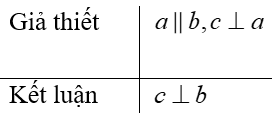 Giả thiết a ∥ b, c ⊥ a
Kết luận c ⊥ b